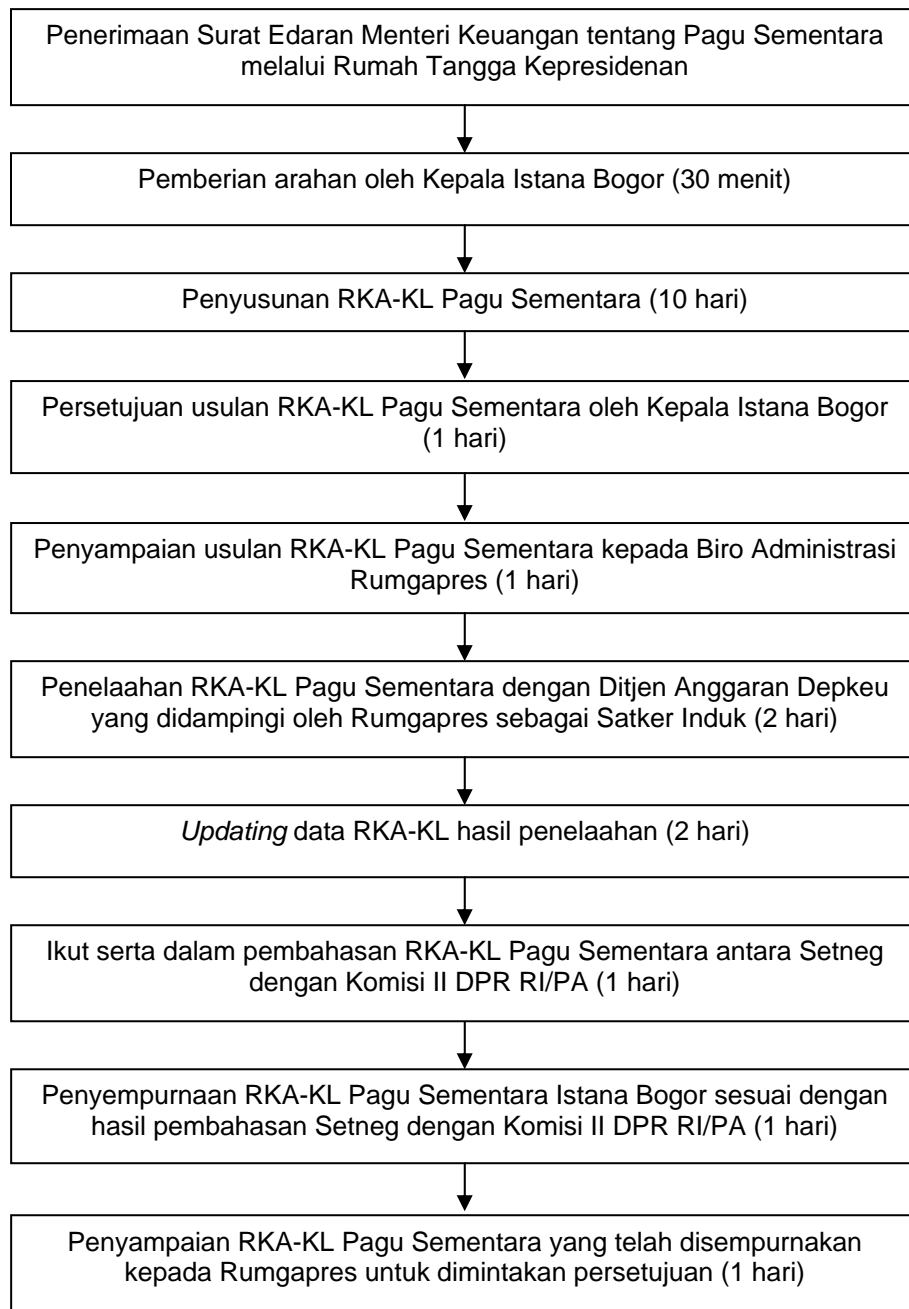 Penerimaan Surat Edaran Menteri Keuangan tentang Pagu Sementara
melalui Rumah Tangga Kepresidenan
Pemberian arahan oleh Kepala Istana Bogor (30 menit)
Penyusunan RKA-KL Pagu Sementara (10 hari)
Persetujuan usulan RKA-KL Pagu Sementara oleh Kepala Istana Bogor
(1 hari)
Penyampaian usulan RKA-KL Pagu Sementara kepada Biro Administrasi
Rumgapres (1 hari)
Penelaahan RKA-KL Pagu Sementara dengan Ditjen Anggaran Depkeu
yang didampingi oleh Rumgapres sebagai Satker Induk (2 hari)
Updating data RKA-KL hasil penelaahan (2 hari)
Ikut serta dalam pembahasan RKA-KL Pagu Sementara antara Setneg
dengan Komisi II DPR RI/PA (1 hari)
Penyempurnaan RKA-KL Pagu Sementara Istana Bogor sesuai dengan
hasil pembahasan Setneg dengan Komisi II DPR RI/PA (1 hari)
Penyampaian RKA-KL Pagu Sementara yang telah disempurnakan
kepada Rumgapres untuk dimintakan persetujuan (1 hari)